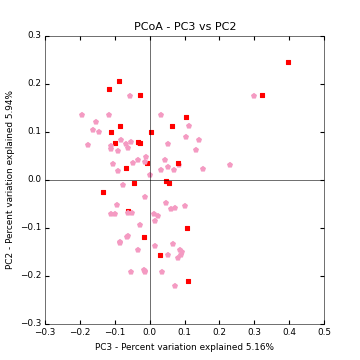 PCoA - PC3 vs PC2
0.3
0.2
0.1
0.0
−0.1
−0.2
−0.3
PC2 - Percent variation explained 5.94%
−0.3 −0.2 −0.1 0.0 0.1 0.2 0.3 0.4 0.5
PC3 - Percent variation explained 5.16%